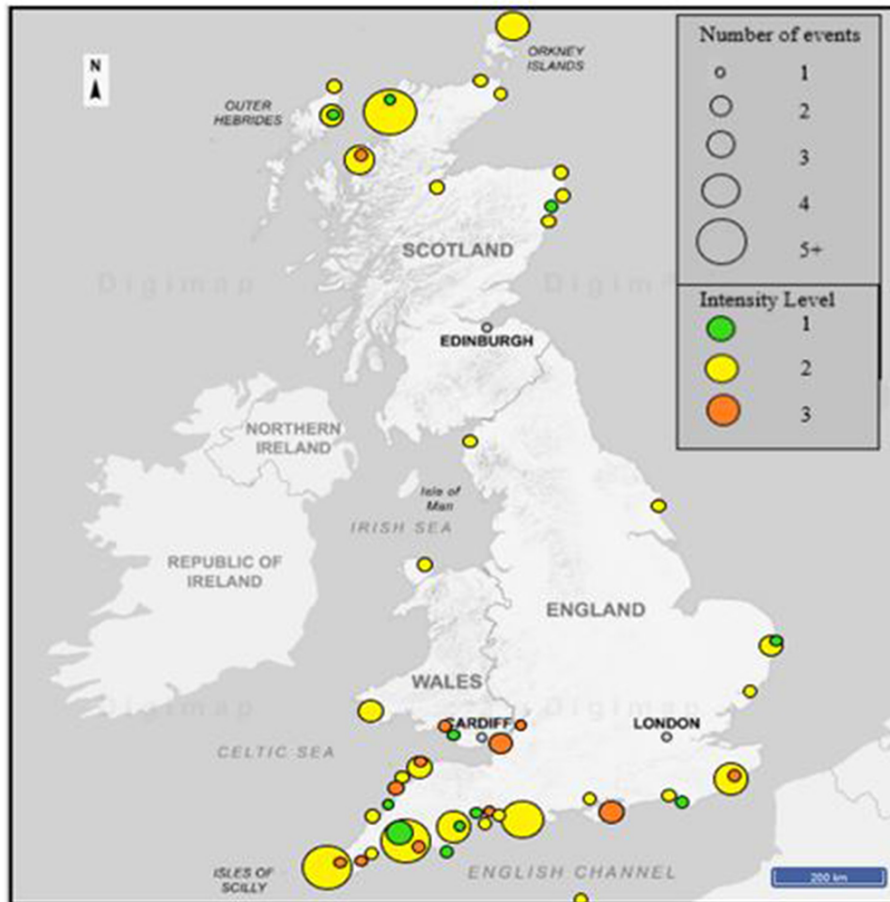 N
ORKNEY
ISLANDS
OUTER
HEBRIDES
SCOTLAND
Digimap
Digim
EDINBURGH
NORTHERN
IRELAND
Isle of
Man
IRISH SEA
REPUBLIC OF
IRELAND
ENGLAND
WALES
Digimap
Digimap
CARDIFF
LONDON
CELTIC SEA
ISLES OF
SCILLY
ENGLISH CHANNEL
200 km
Number of events
1
2
3
4
5+
Intensity Level
1
2
3